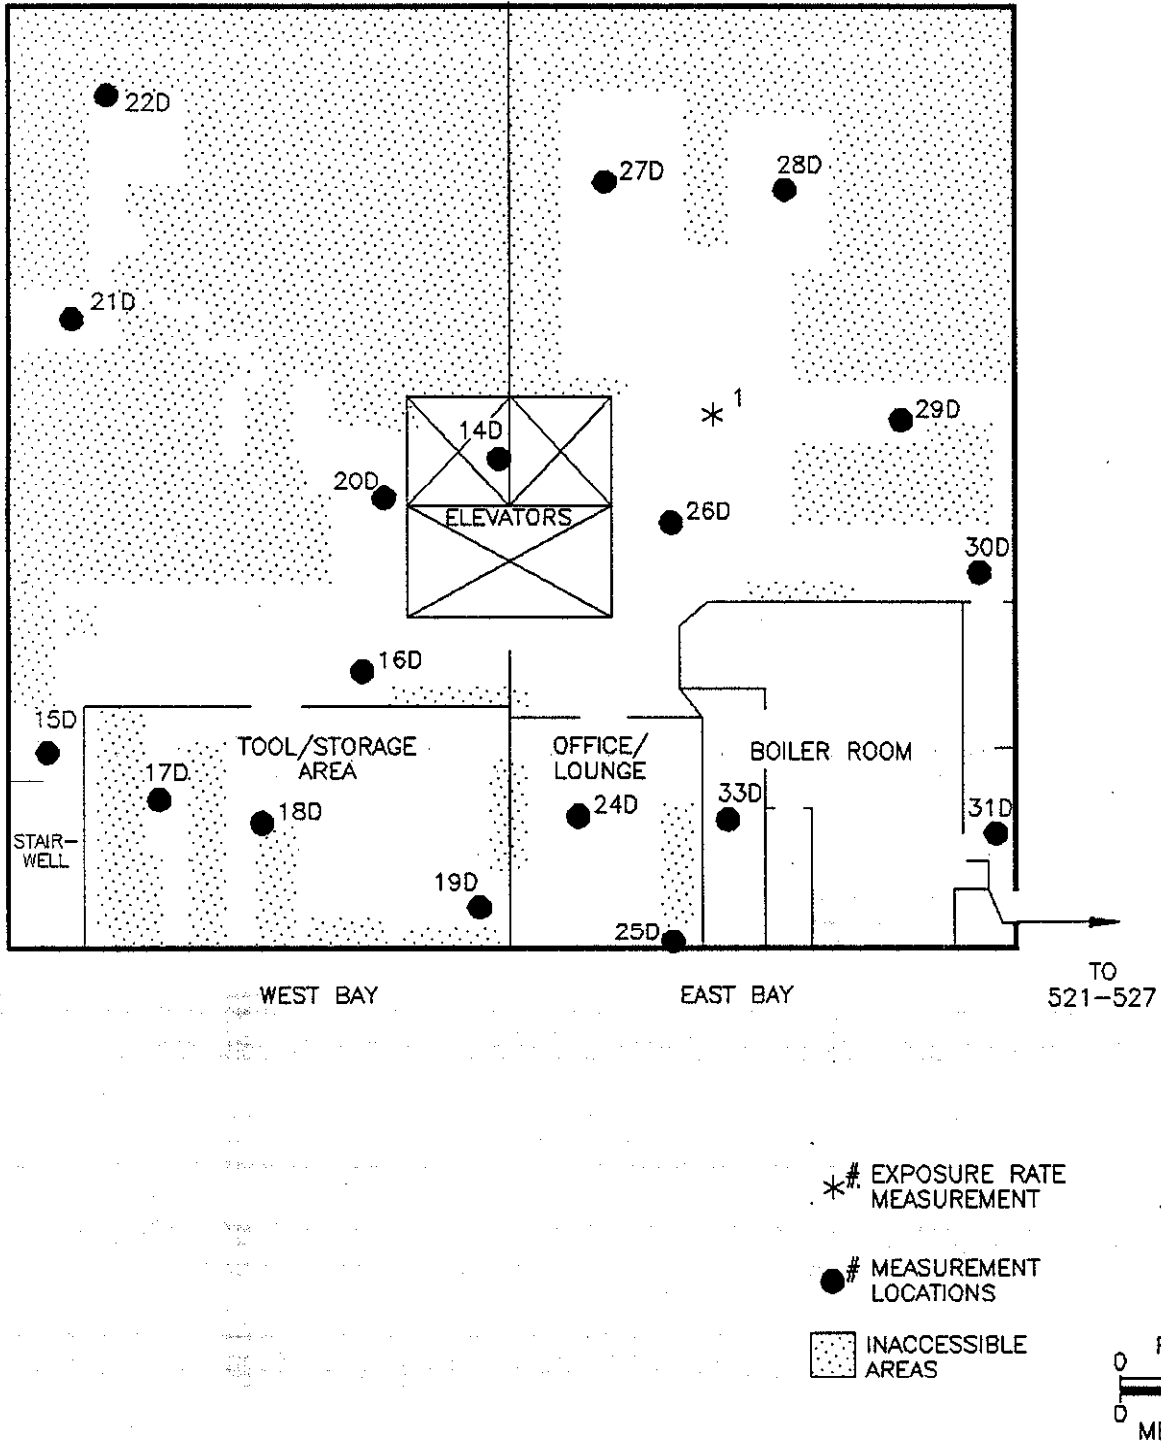 22D
27D
28D
21D
1
29D
14D
20D
ELEVATORS
26D
30D
16D
15D
TOOL/STORAGE
AREA
OFFICE/
LOUNGE
BOILER ROOM
17D
18D
24D
33D
31D
STAIR-
WELL
19D
25D
WEST BAY
EAST BAY
TO
521-527
# EXPOSURE RATE
MEASUREMENT
# MEASUREMENT
LOCATIONS
INACCESSIBLE
AREAS
0
0